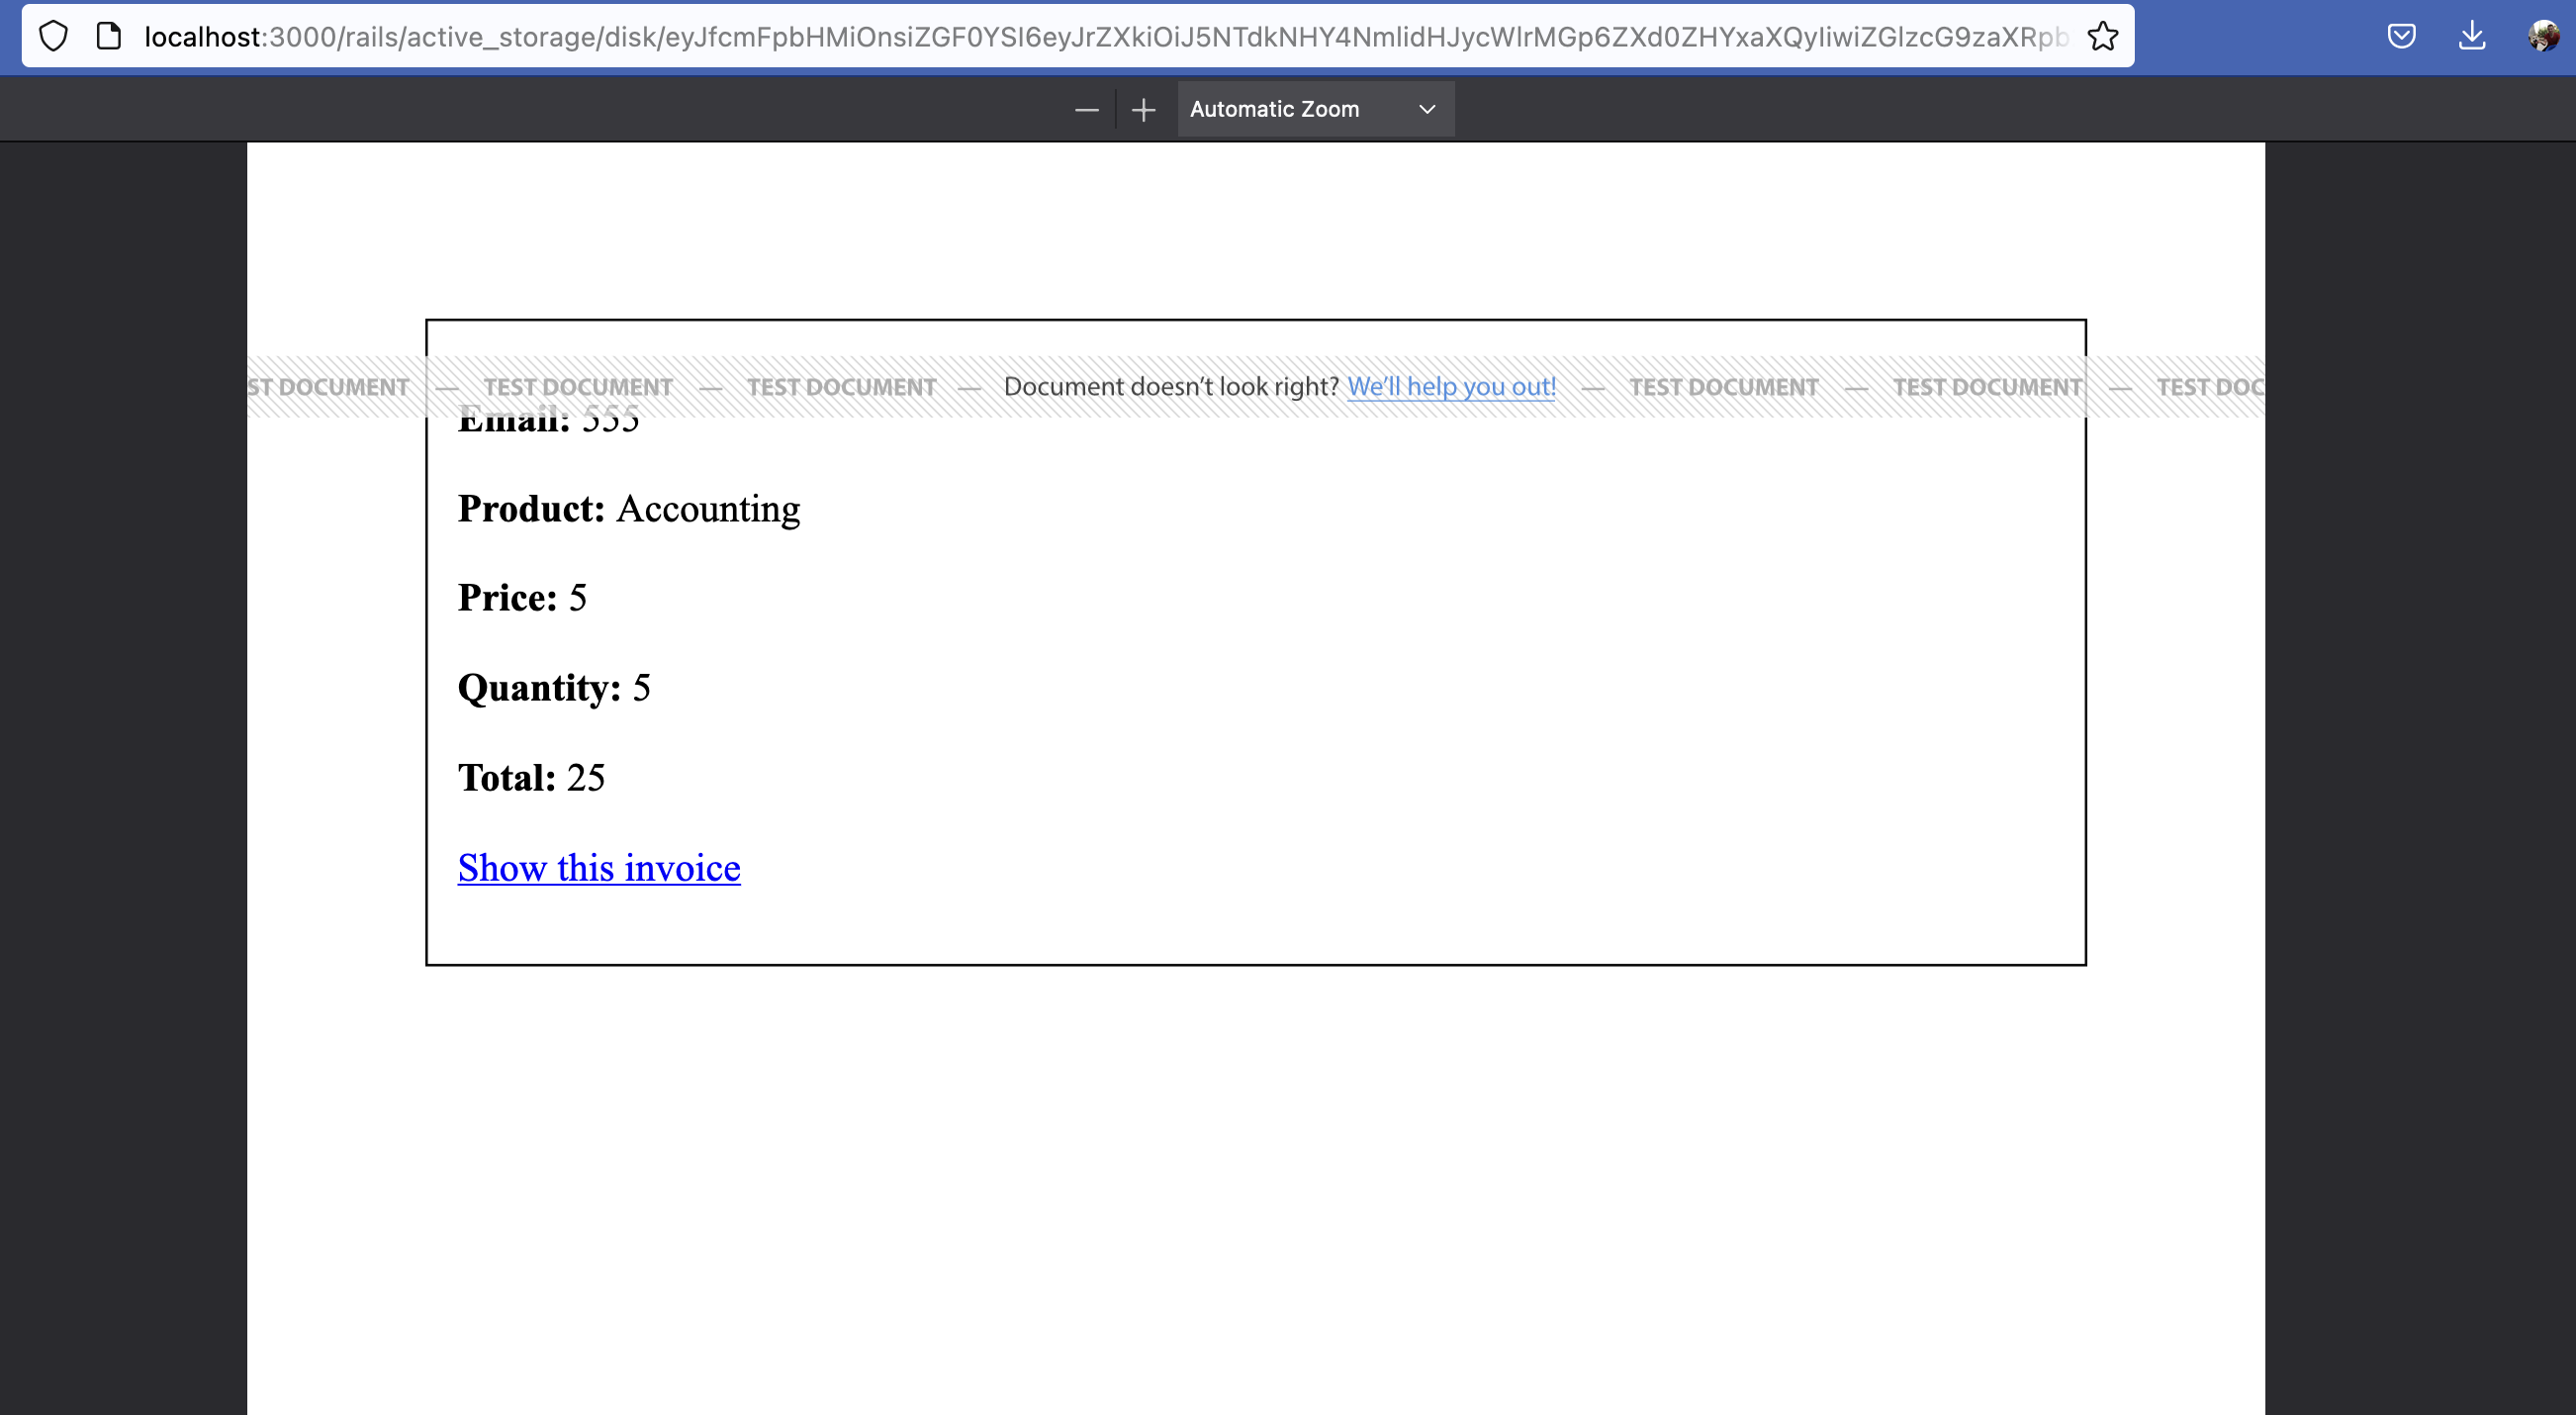 localhost:3000/rails/active_storage/disk/eyJfcmFpbHMiOnsiZGF0YSI6eyJrZXkiOiJ5NTdkNHY4NmlidHJycWlrMGp6ZXd0ZHYxaXQyIiwiZGlzcG9zaXRpb
Automatic Zoom
ST DOCUMENT — TEST DOCUMENT — TEST DOCUMENT — Document doesn’t look right? We’ll help you out! — TEST DOCUMENT — TEST DOCUMENT — TEST DOC
Email: 555
Product: Accounting
Price: 5
Quantity: 5
Total: 25
Show this invoice